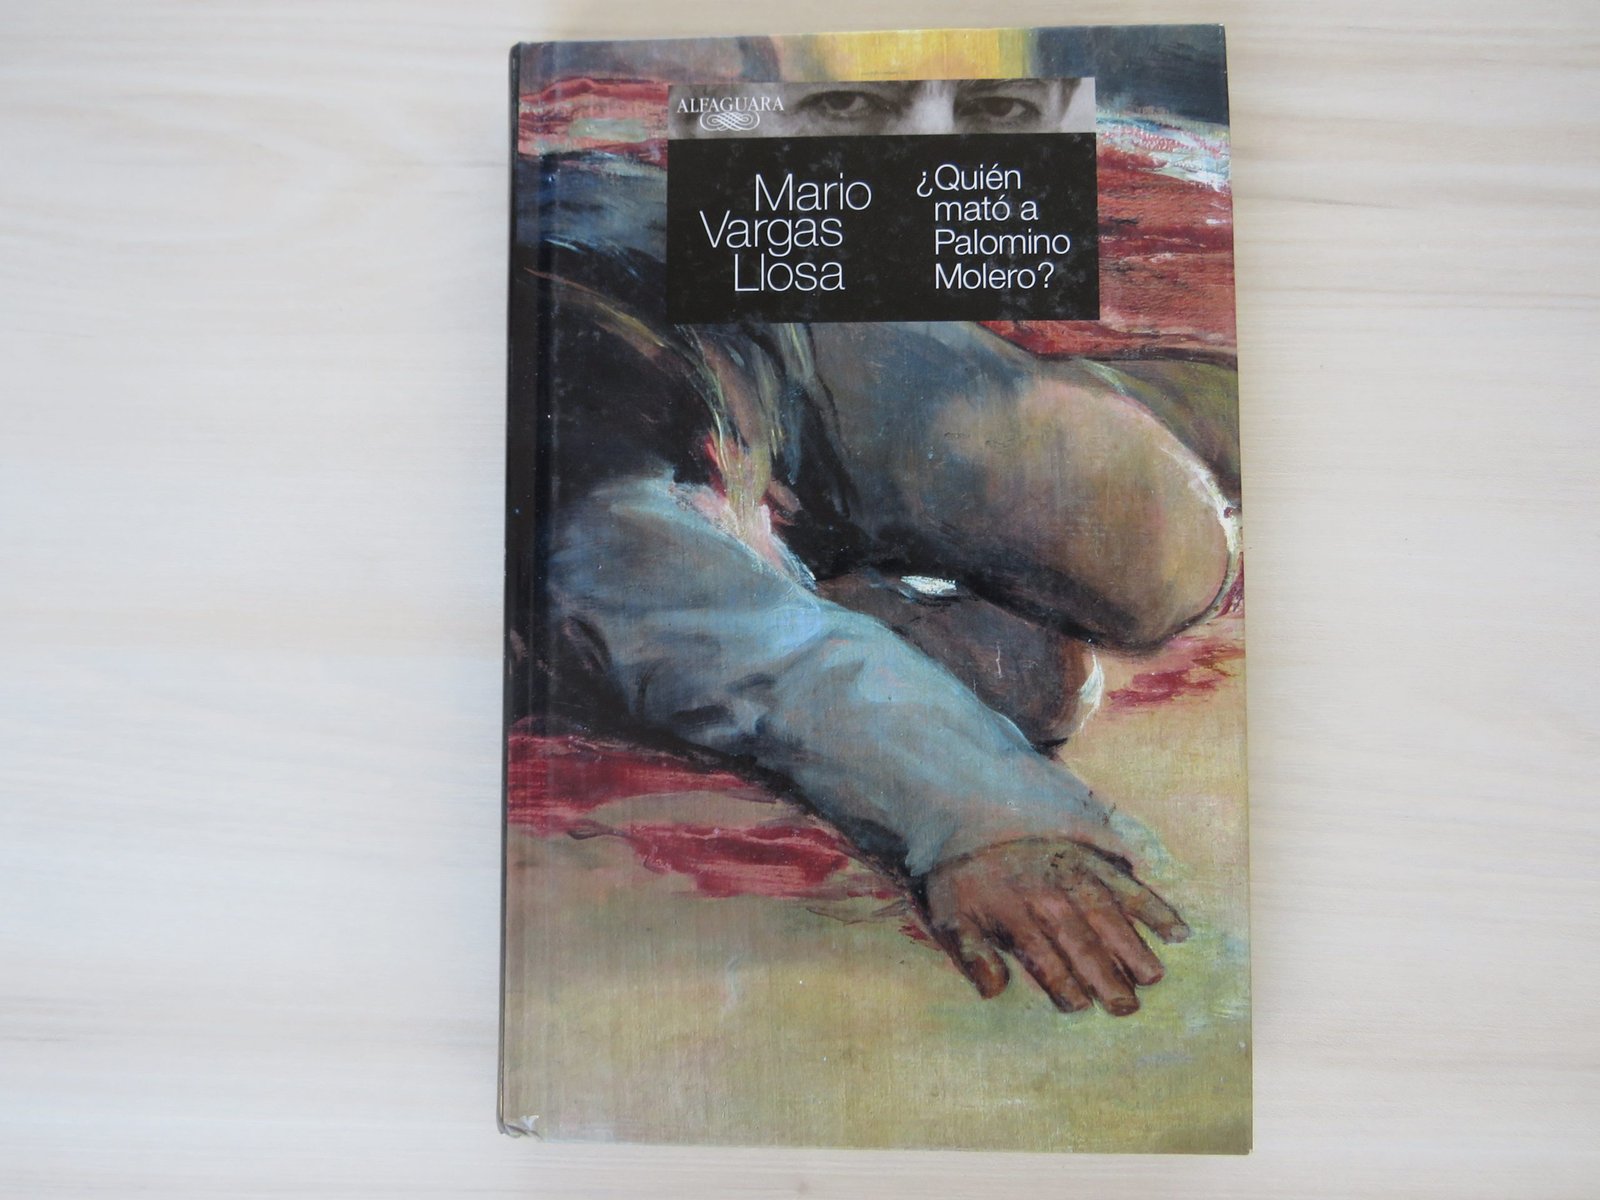 ALFAGUARA
Mario
Vargas
Llosa
¿Quién
mató a
Palomino
Molero?